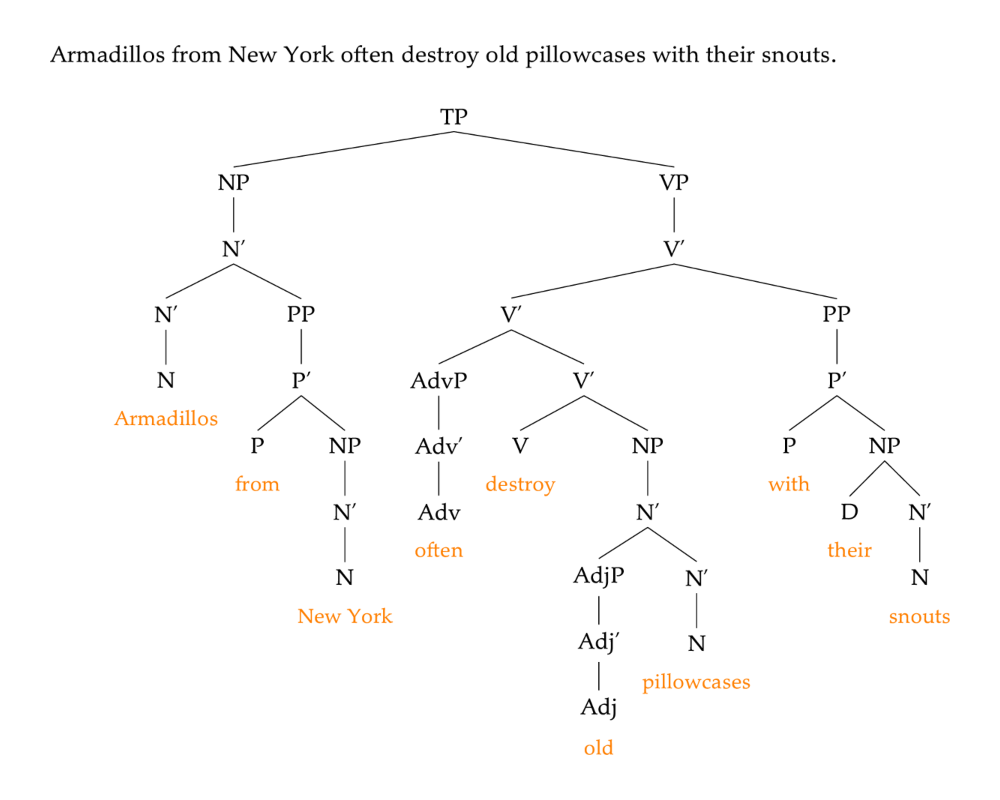 Armadillos from New York often destroy old pillowcases with their snouts.
TP
NP VP
N′ V′
N′ PP V′ PP
N P′ AdvP V′ P′
Armadillos
P NP Adv′ V NP P NP
from destroy with
N′ Adv N′ D N′
often their
N AdjP N′ N
New York snouts
Adj′ N
pillowcases
Adj
old